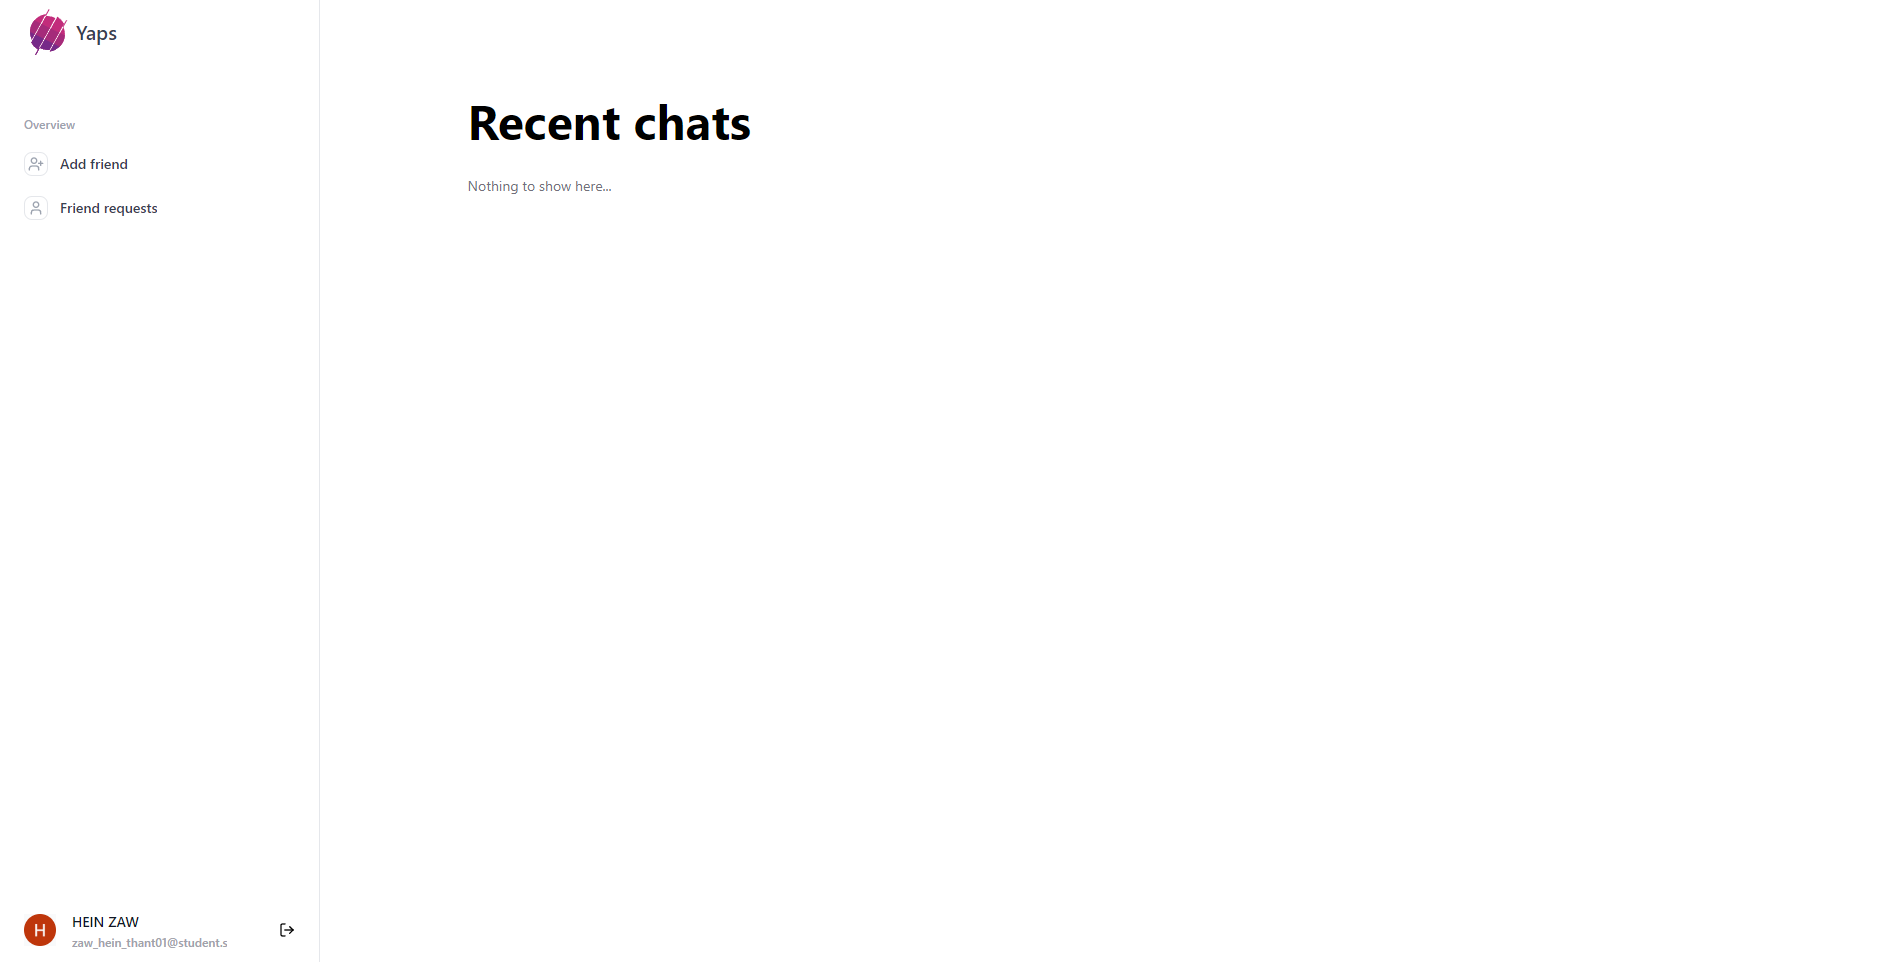 Yaps
Overview
Add friend
Friend requests
Recent chats
Nothing to show here...
H
HEIN ZAW
zaw_hein_thant01@student.s